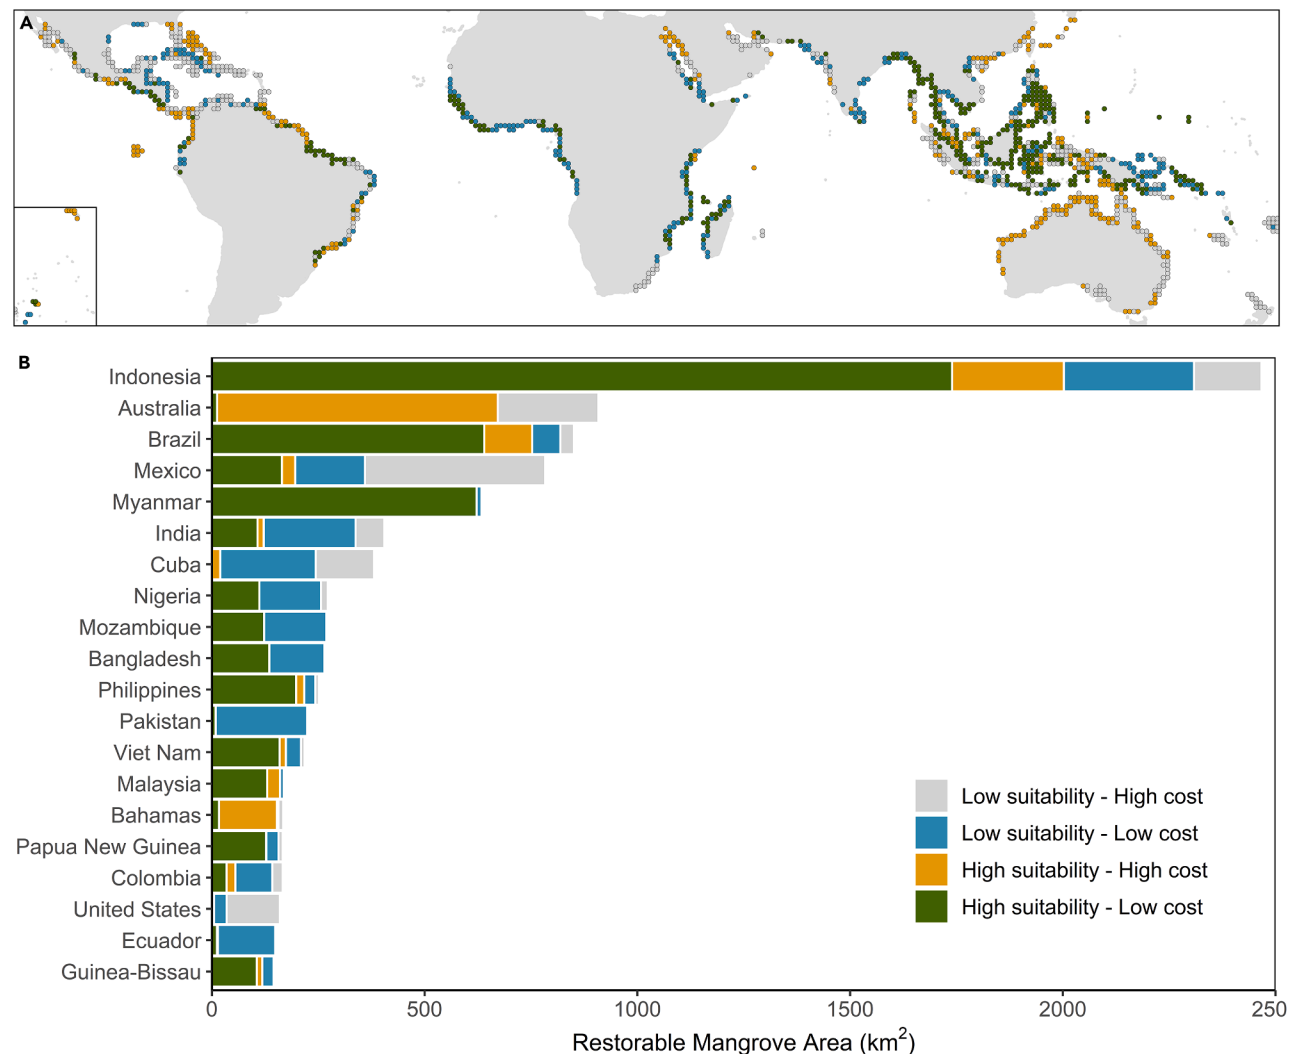 A
B
Indonesia
Australia
Brazil
Mexico
Myanmar
India
Cuba
Nigeria
Mozambique
Bangladesh
Philippines
Pakistan
Viet Nam
Malaysia
Bahamas
Papua New Guinea
Colombia
United States
Ecuador
Guinea-Bissau
Low suitability - High cost
Low suitability - Low cost
High suitability - High cost
High suitability - Low cost
0 500 1000 1500 2000 250
Restorable Mangrove Area (km²)